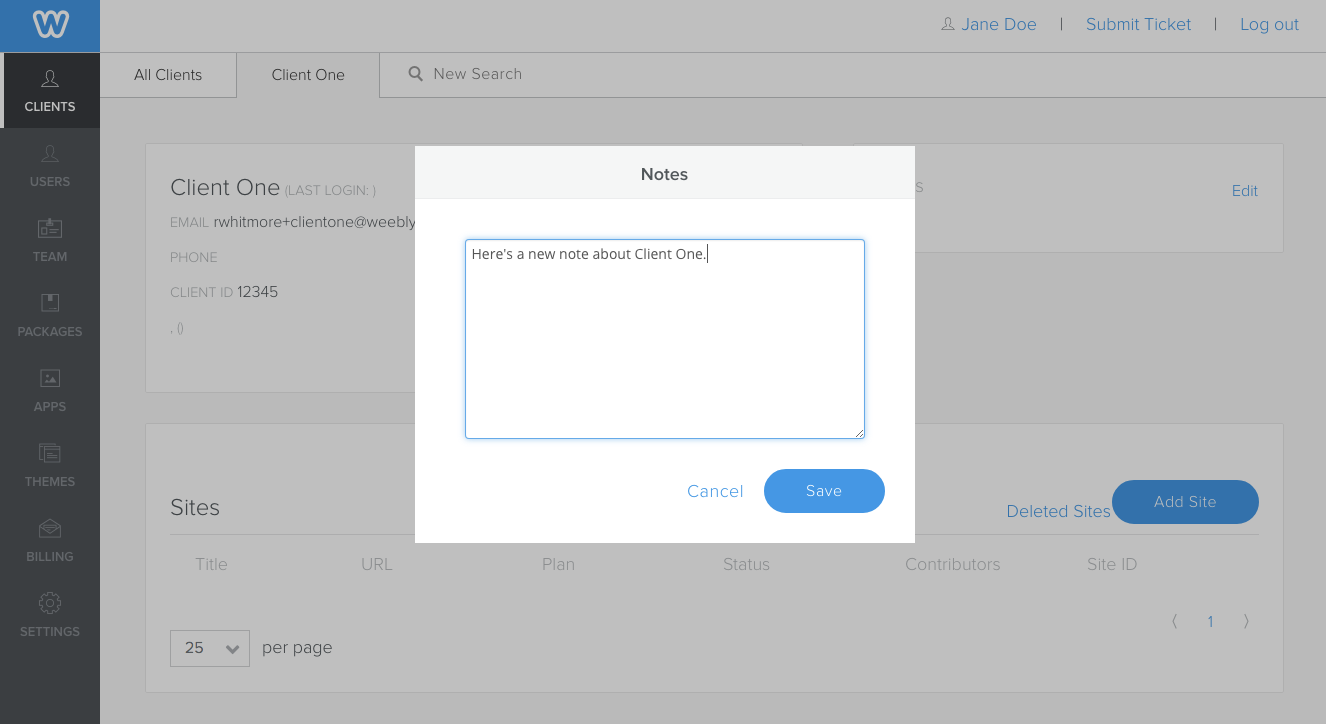 Jane Doe | Submit Ticket | Log out
All Clients
Client One
New Search
CLIENTS
USERS
TEAM
PACKAGES
APPS
THEMES
BILLING
SETTINGS
Client One (LAST LOGIN: )
EMAIL rwhitmore+clientone@weebly
PHONE
CLIENT ID 12345
, ()
Edit
Notes
Here's a new note about Client One.
Cancel
Save
Sites
Deleted Sites
Add Site
Title URL Plan Status Contributors Site ID
1
25 per page